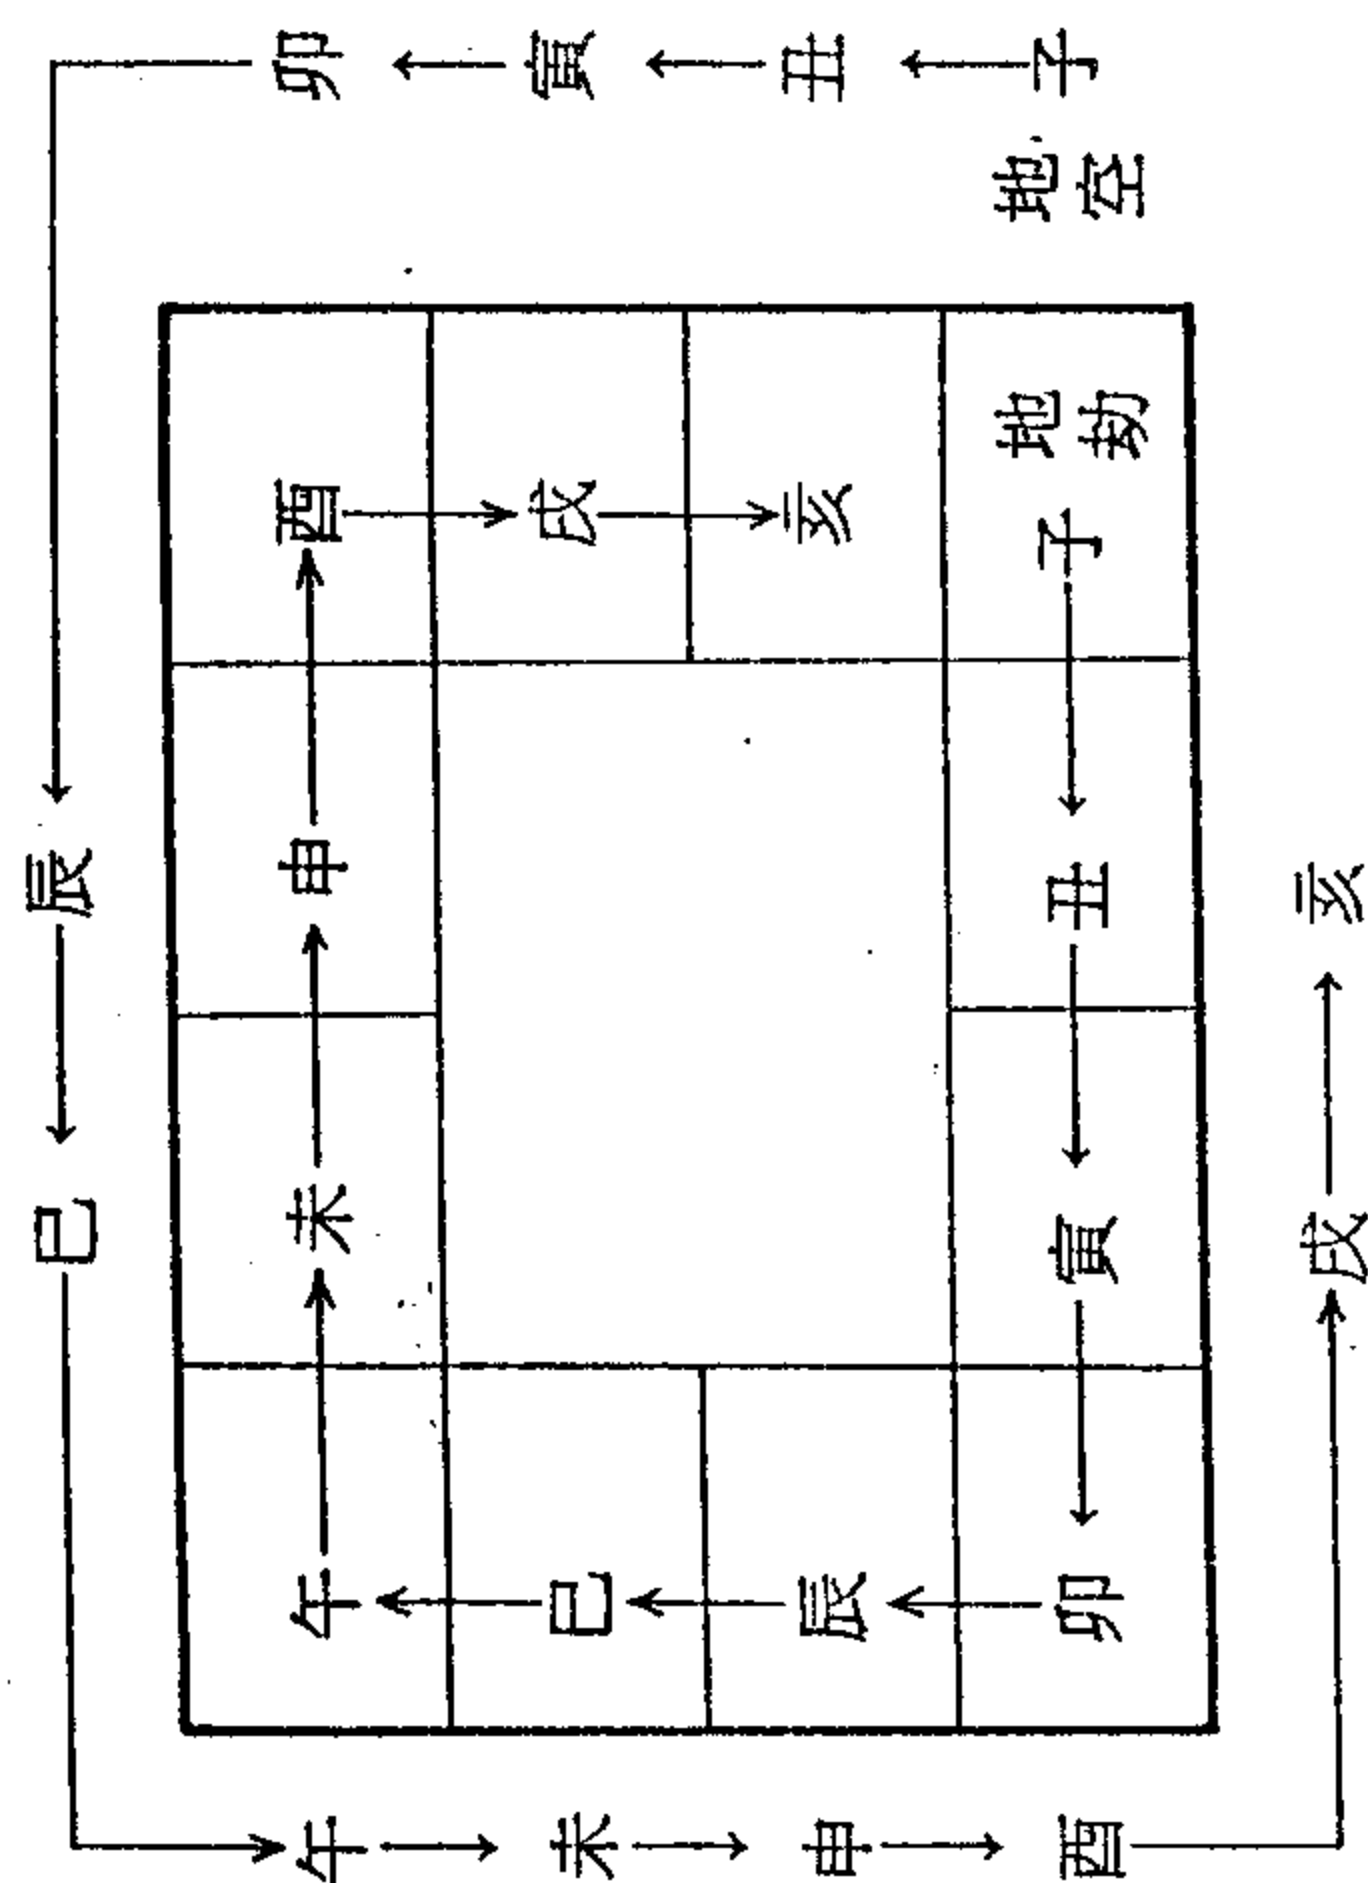 巳 辰
午 午 未 申 酉 卯
未 巳 戌 寅
申 辰 亥 丑
酉 卯 寅 丑 子 地劫 地空 子
戌 亥